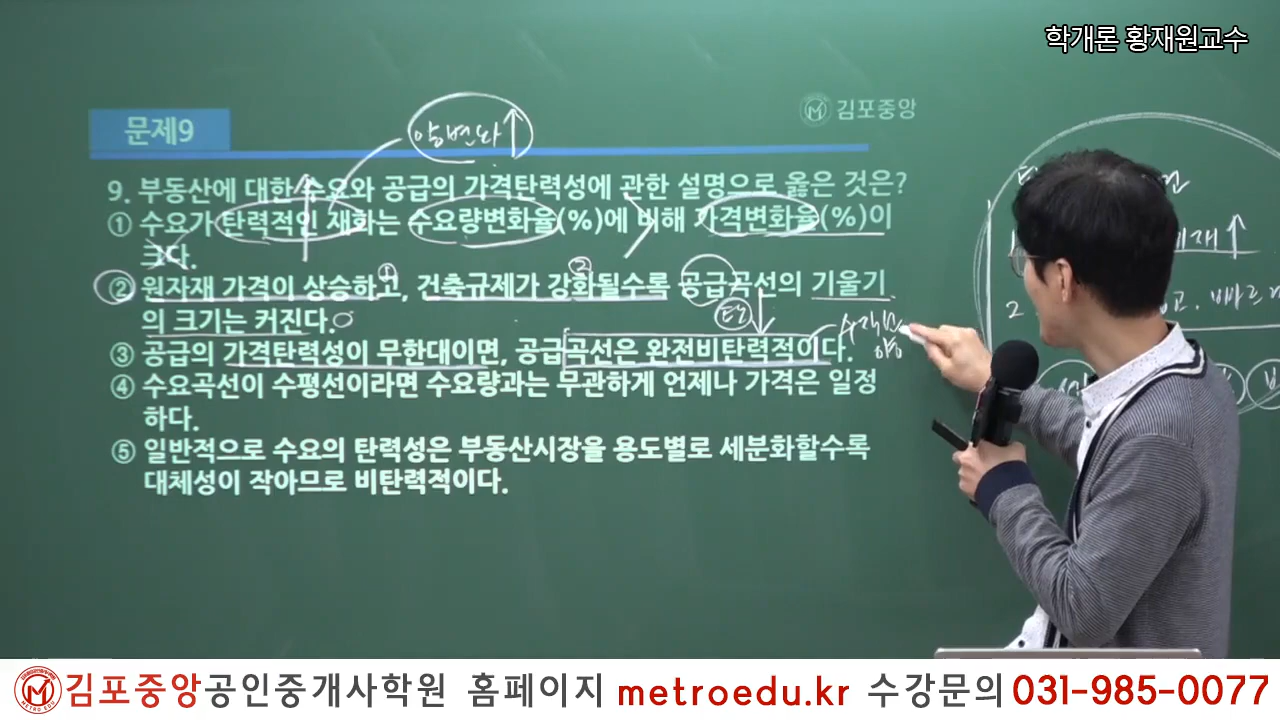 학개론 황재원교수
김포중앙
문제9
양변화↑
9. 부동산에 대한 수요와 공급의 가격탄력성에 관한 설명으로 옳은 것은?
① 수요가 탄력적인 재화는 수요량변화율(%)에 비해 가격변화율(%)이
크다.
② 원자재 가격이 상승하고, 건축규제가 강화될수록 공급곡선의 기울기
의 크기는 커진다.
③ 공급의 가격탄력성이 무한대이면, 공급곡선은 완전비탄력적이다.
④ 수요곡선이 수평선이라면 수요량과는 무관하게 언제나 가격은 일정
하다.
⑤ 일반적으로 수요의 탄력성은 부동산시장을 용도별로 세분화할수록
대체성이 작아므로 비탄력적이다.
김포중앙공인중개사학원 홈페이지 metroedu.kr 수강문의 031-985-0077